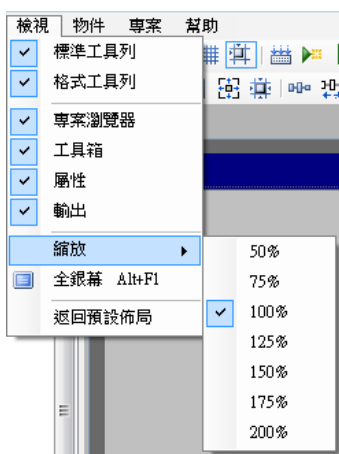 檢視 物件 專案 幫助
標準工具列
格式工具列
專案瀏覽器
工具箱
屬性
輸出
縮放
全銀幕 Alt+F1
返回預設佈局
50%
75%
100%
125%
150%
175%
200%